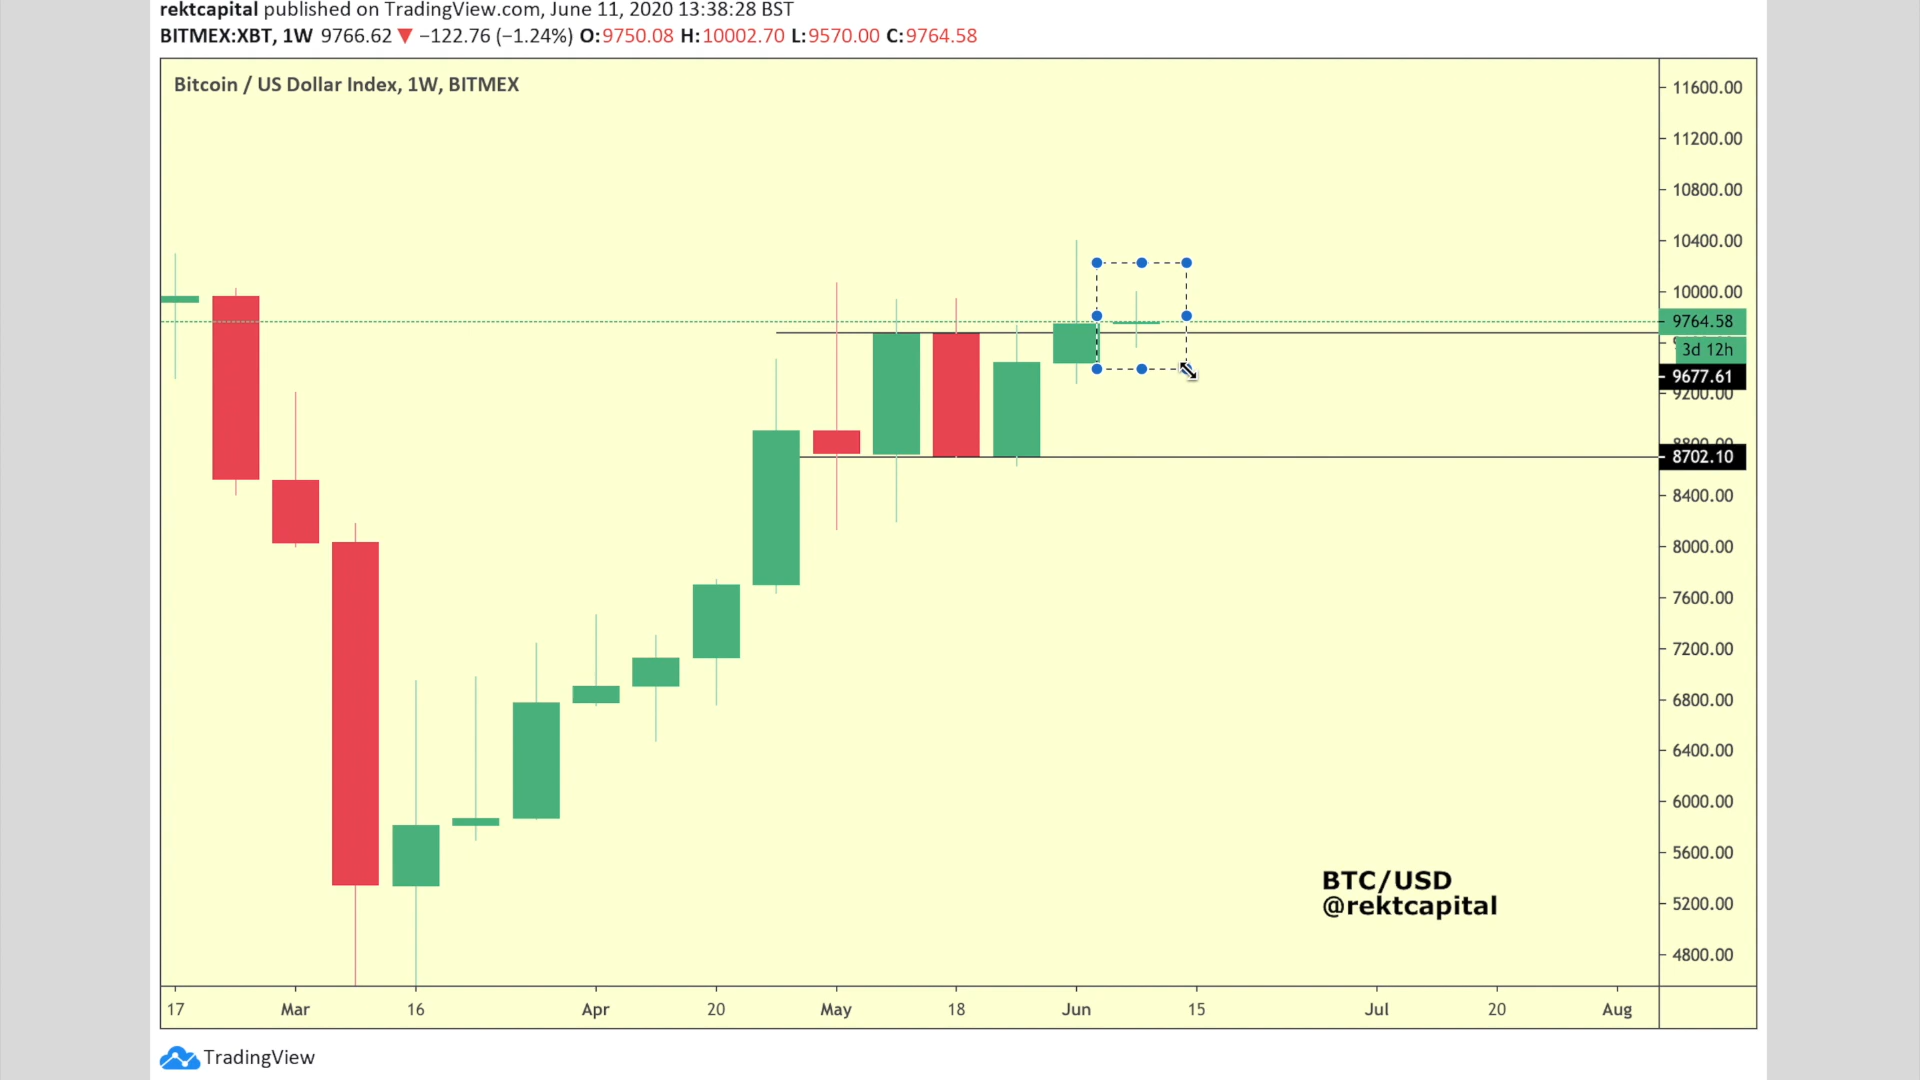 rektcapital published on TradingView.com, June 11, 2020 13:38:28 BST
BITMEX:XBT, 1W 9766.62 ▼ −122.76 (−1.24%) O:9750.08 H:10002.70 L:9570.00 C:9764.58
Bitcoin / US Dollar Index, 1W, BITMEX
11600.00
11200.00
10800.00
10400.00
10000.00
9764.58
3d 12h
9677.61
9200.00
8800.00
8702.10
8400.00
8000.00
7600.00
7200.00
6800.00
6400.00
6000.00
5600.00
5200.00
4800.00
BTC/USD
@rektcapital
17 Mar 16 Apr 20 May 18 Jun 15 Jul 20 Aug
TradingView